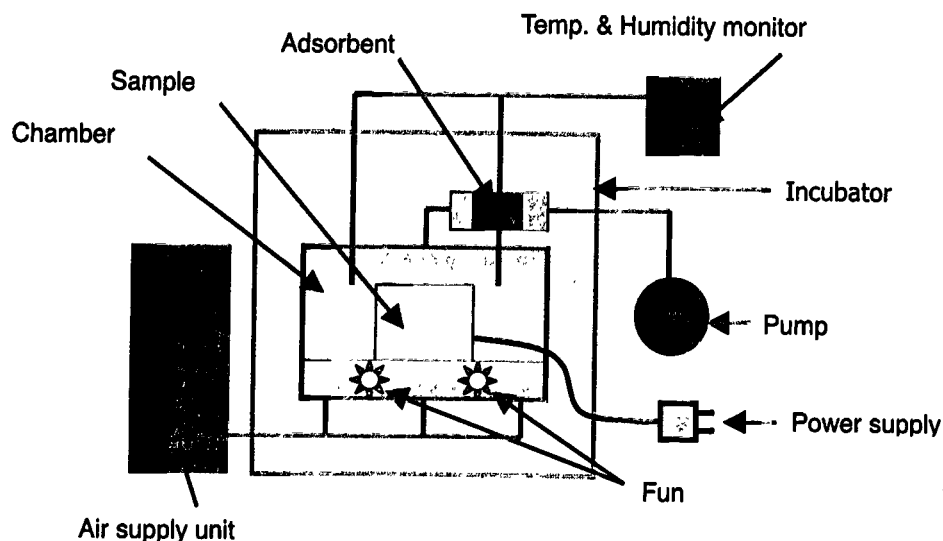 Temp. & Humidity monitor
Adsorbent
Sample
Chamber
Incubator
Pump
Power supply
Fun
Air supply unit